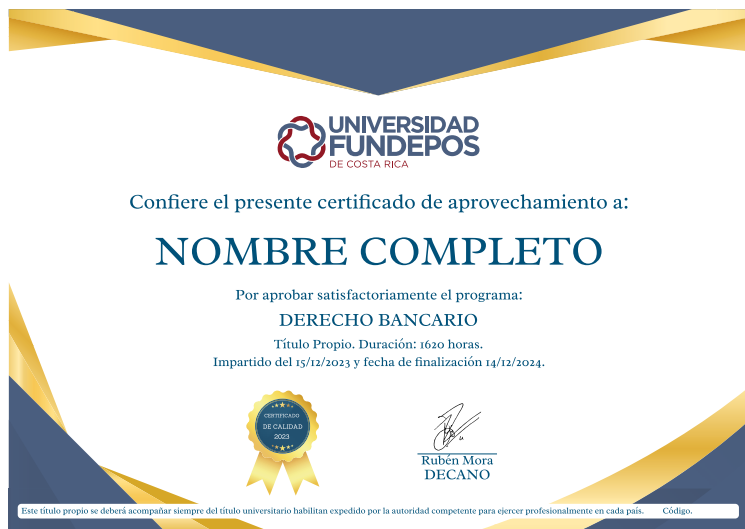 UNIVERSIDAD
FUNDEPOS
DE COSTA RICA
Confiere el presente certificado de aprovechamiento a:
NOMBRE COMPLETO
Por aprobar satisfactoriamente el programa:
DERECHO BANCARIO
Título Propio. Duración: 1620 horas.
Impartido del 15/12/2023 y fecha de finalización 14/12/2024.
CERTIFICADO
DE CALIDAD
2023
Rubén Mora
DECANO
Este título propio se deberá acompañar siempre del título universitario habilitan expedido por la autoridad competente para ejercer profesionalmente en cada país. Código.